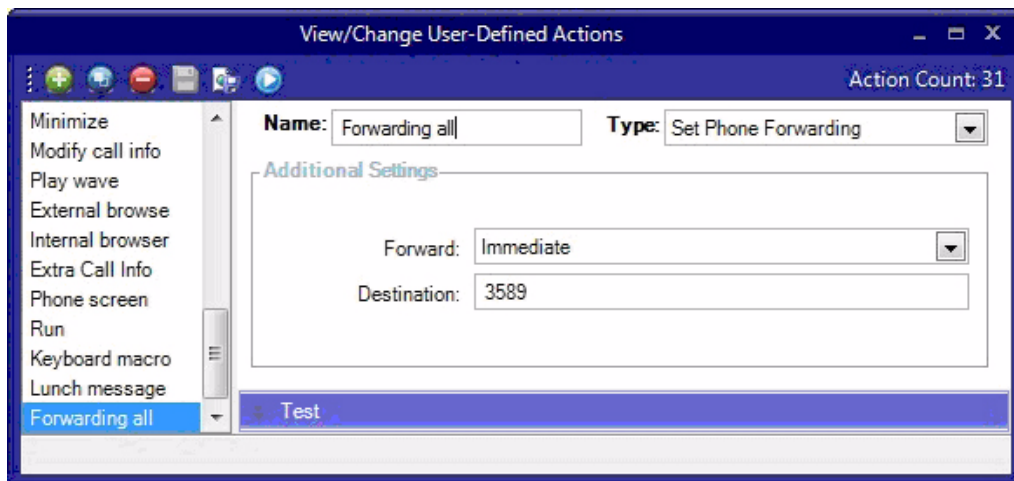 View/Change User-Defined Actions
Action Count: 31
Minimize
Modify call info
Play wave
External browse
Internal browser
Extra Call Info
Phone screen
Run
Keyboard macro
Lunch message
Forwarding all
Name: Forwarding all Type: Set Phone Forwarding
Additional Settings
Forward: Immediate
Destination: 3589
Test